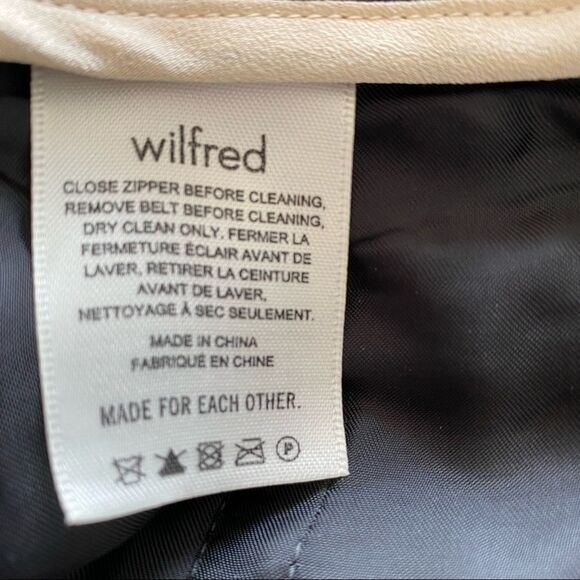 wilfred
CLOSE ZIPPER BEFORE CLEANING,
REMOVE BELT BEFORE CLEANING,
DRY CLEAN ONLY. FERMER LA
FERMETURE ÉCLAIR AVANT DE
LAVER, RETIRER LA CEINTURE
AVANT DE LAVER,
NETTOYAGE À SEC SEULEMENT.
MADE IN CHINA
FABRIQUÉ EN CHINE
MADE FOR EACH OTHER.
P